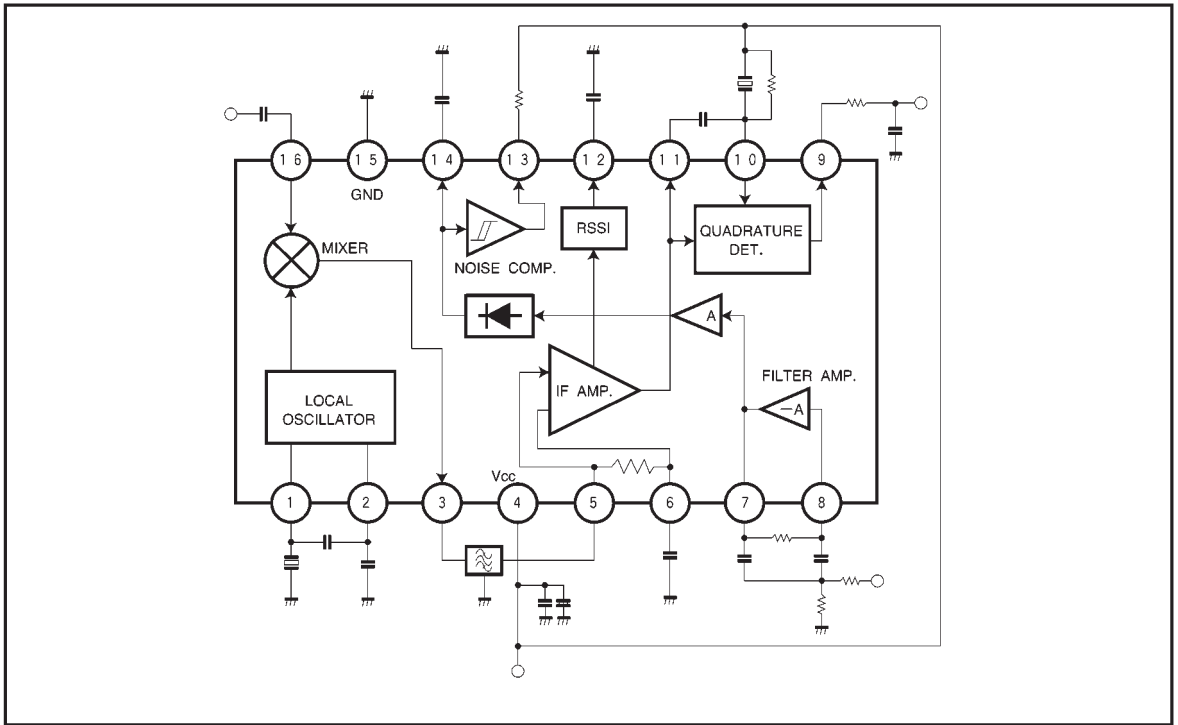 16 15 14 13 12 11 10 9
GND
MIXER
NOISE COMP.
RSSI
QUADRATURE
DET.
A
IF AMP.
FILTER AMP.
−A
LOCAL
OSCILLATOR
Vcc
1 2 3 4 5 6 7 8